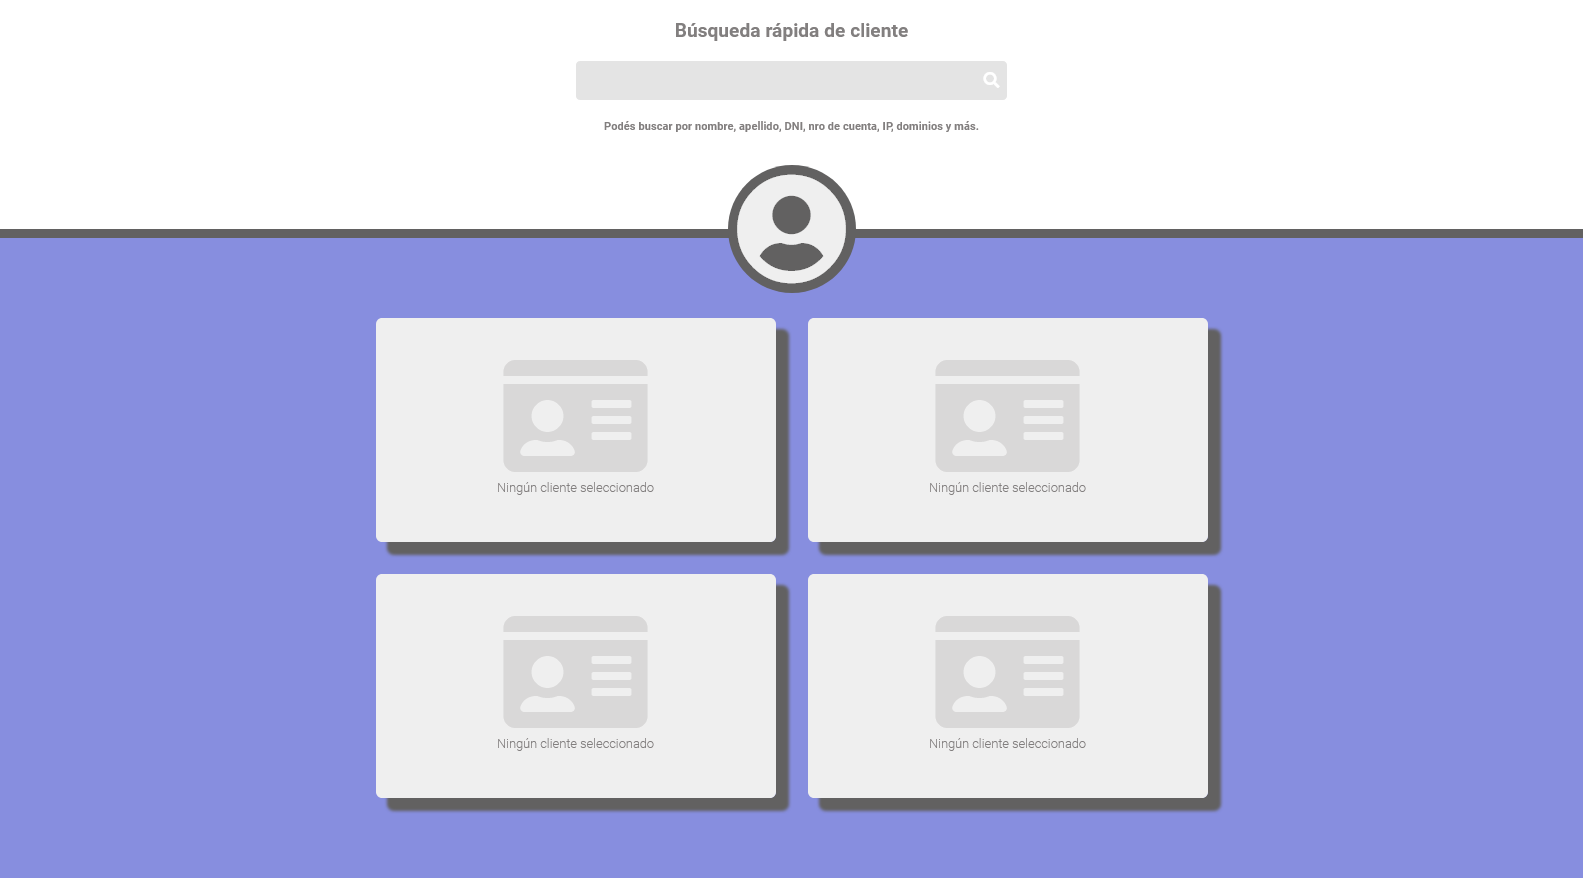 Búsqueda rápida de cliente
Podés buscar por nombre, apellido, DNI, nro de cuenta, IP, dominios y más.
Ningún cliente seleccionado
Ningún cliente seleccionado
Ningún cliente seleccionado
Ningún cliente seleccionado